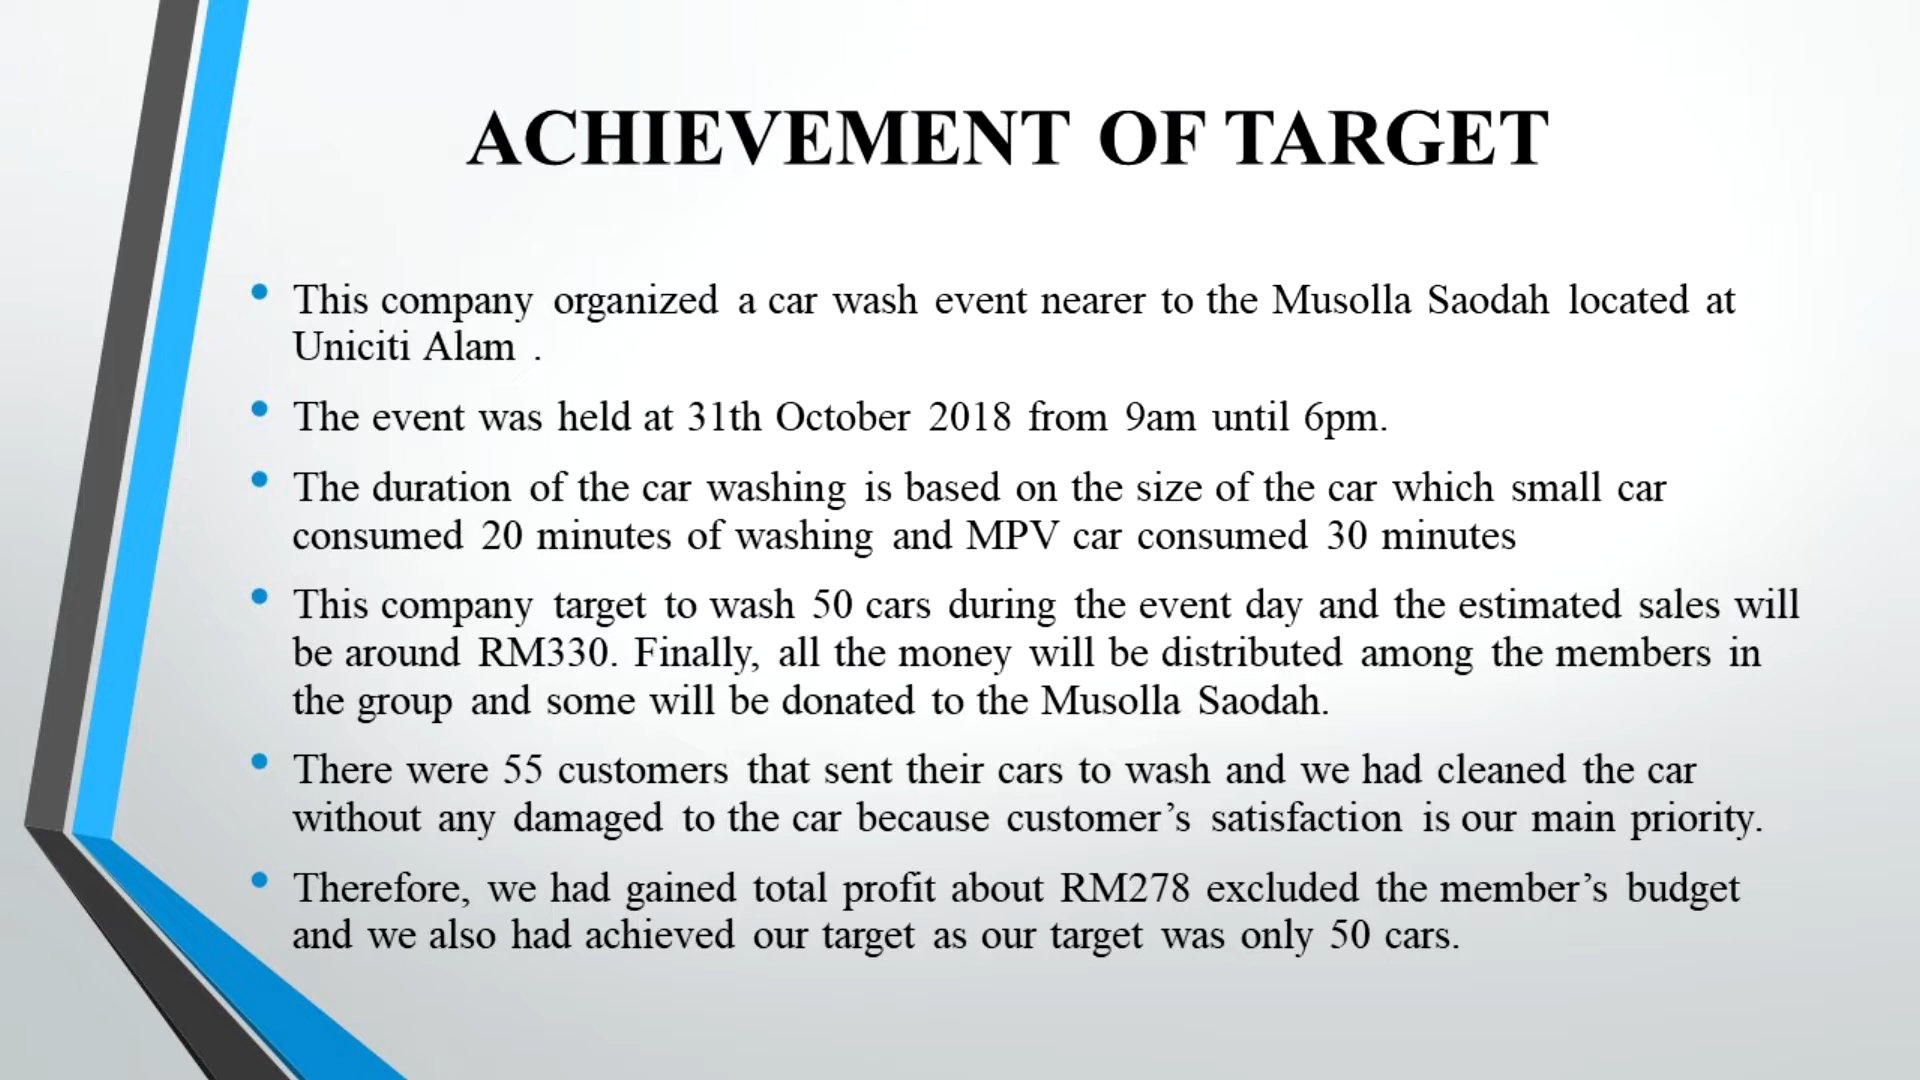 ACHIEVEMENT OF TARGET
• This company organized a car wash event nearer to the Musolla Saodah located at
Uniciti Alam .
• The event was held at 31th October 2018 from 9am until 6pm.
• The duration of the car washing is based on the size of the car which small car
consumed 20 minutes of washing and MPV car consumed 30 minutes
• This company target to wash 50 cars during the event day and the estimated sales will
be around RM330. Finally, all the money will be distributed among the members in
the group and some will be donated to the Musolla Saodah.
• There were 55 customers that sent their cars to wash and we had cleaned the car
without any damaged to the car because customer’s satisfaction is our main priority.
• Therefore, we had gained total profit about RM278 excluded the member’s budget
and we also had achieved our target as our target was only 50 cars.